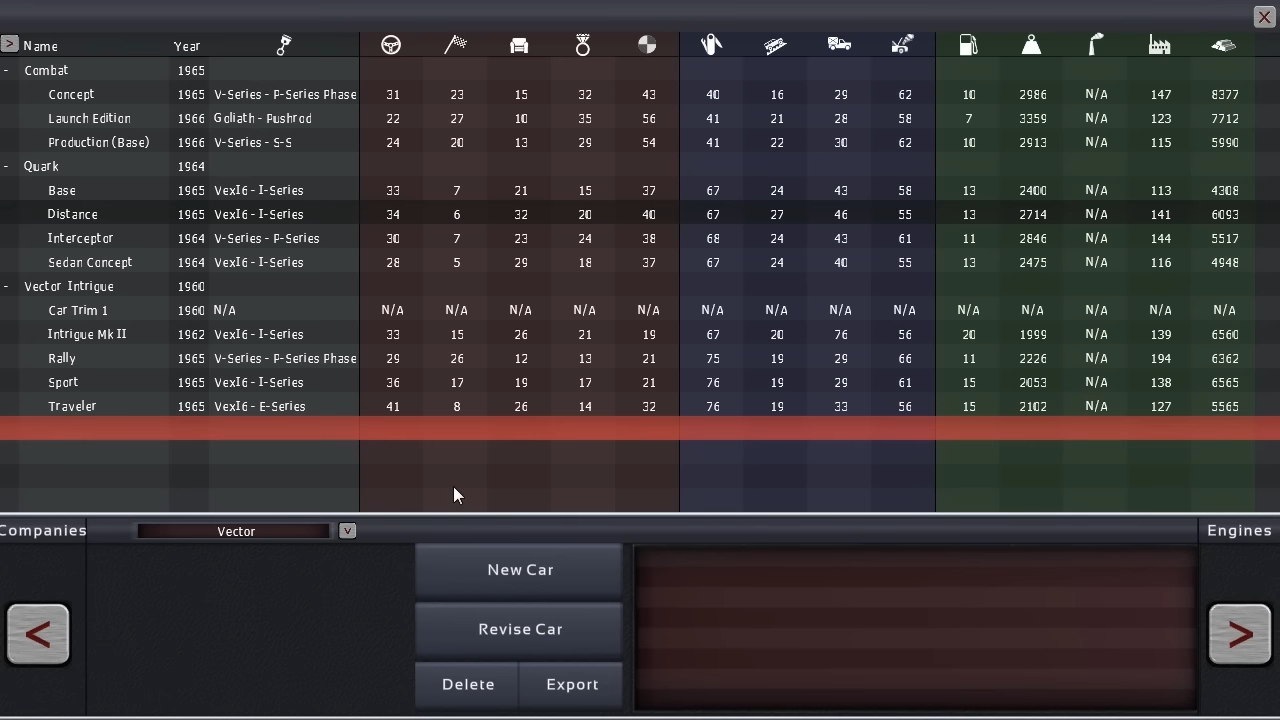 > Name Year
- Combat 1965
Concept 1965 V-Series - P-Series Phase 31 23 15 32 43 40 16 29 62 10 2986 N/A 147 8377
Launch Edition 1966 Goliath - Pushrod 22 27 10 35 56 41 21 28 58 7 3359 N/A 123 7712
Production (Base) 1966 V-Series - S-S 24 20 13 29 54 41 22 30 62 10 2913 N/A 115 5990
- Quark 1964
Base 1965 VexI6 - I-Series 33 7 21 15 37 67 24 43 58 13 2400 N/A 113 4308
Distance 1965 VexI6 - I-Series 34 6 32 20 40 67 27 46 55 13 2714 N/A 141 6093
Interceptor 1964 V-Series - P-Series 30 7 23 24 38 68 24 43 61 11 2846 N/A 144 5517
Sedan Concept 1964 VexI6 - I-Series 28 5 29 18 37 67 24 40 55 13 2475 N/A 116 4948
- Vector Intrigue 1960
Car Trim 1 1960 N/A N/A N/A N/A N/A N/A N/A N/A N/A N/A N/A N/A N/A N/A N/A
Intrigue Mk II 1962 VexI6 - I-Series 33 15 26 21 19 67 20 76 56 20 1999 N/A 139 6560
Rally 1965 V-Series - P-Series Phase 29 26 12 13 21 75 19 29 66 11 2226 N/A 194 6362
Sport 1965 VexI6 - I-Series 36 17 19 17 21 76 19 29 61 15 2053 N/A 138 6565
Traveler 1965 VexI6 - E-Series 41 8 26 14 32 76 19 33 56 15 2102 N/A 127 5565
Companies Vector v Engines
New Car
Revise Car
Delete Export
< >